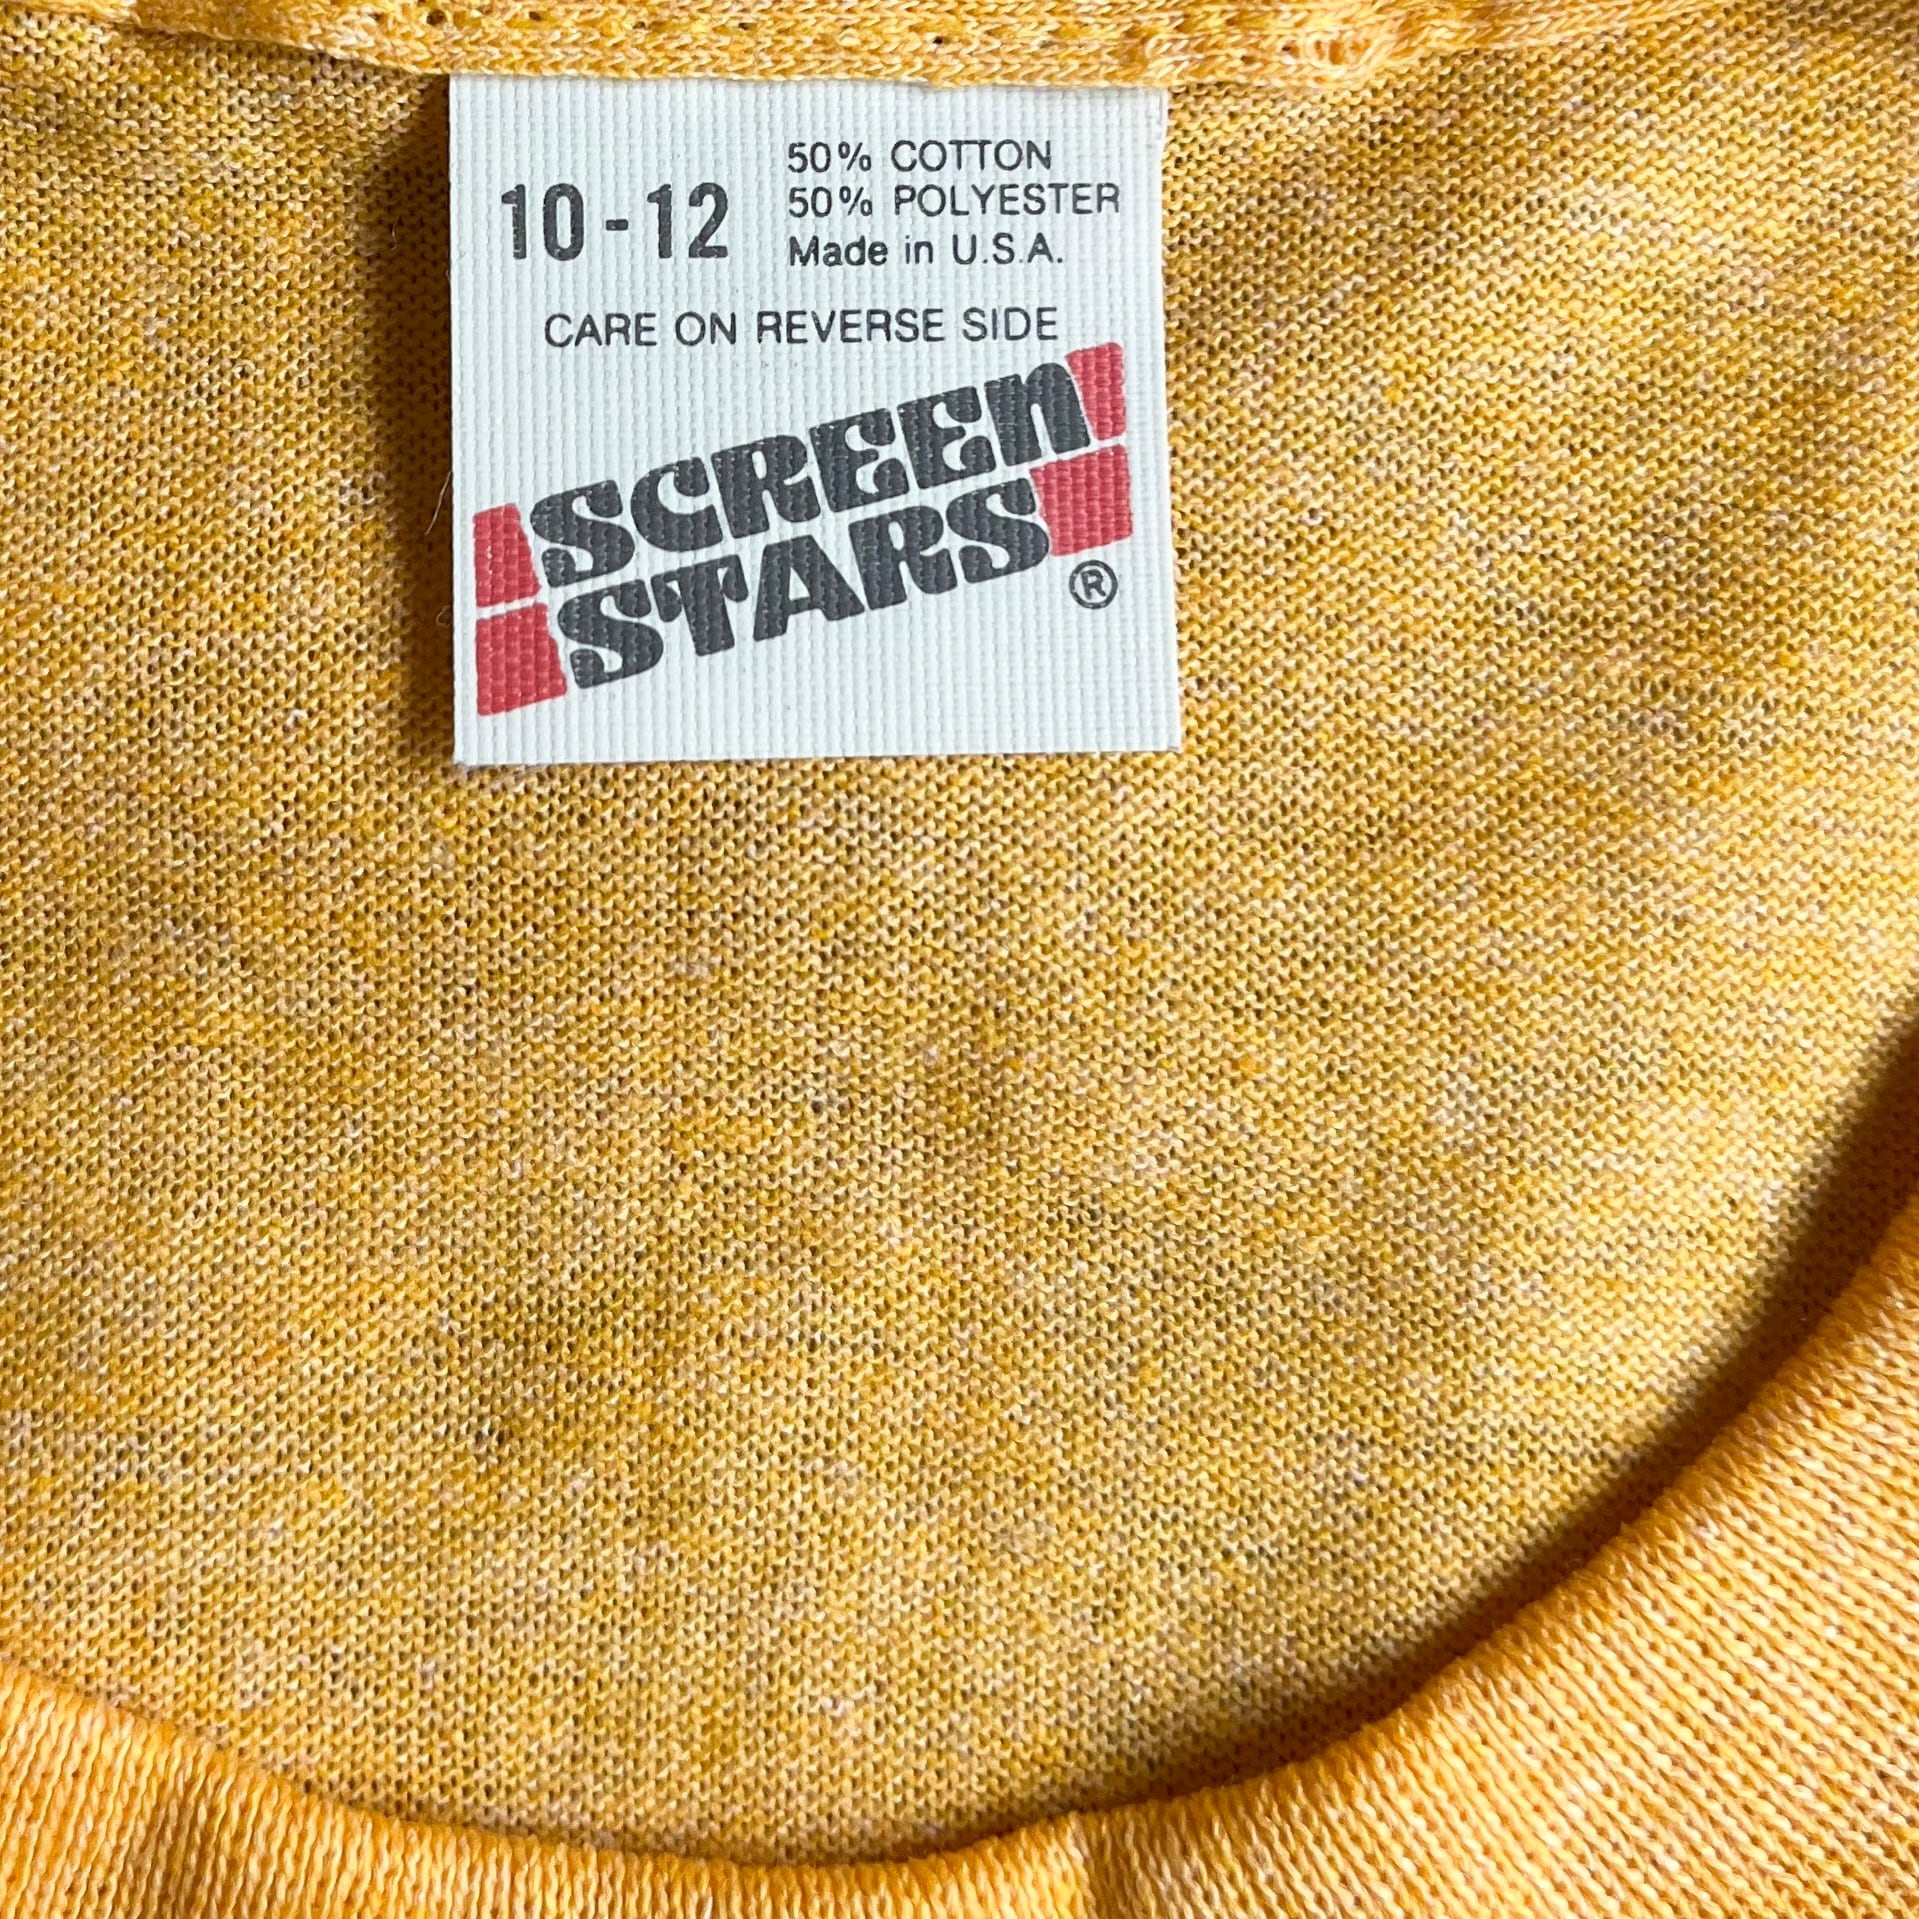 10-12
50% COTTON
50% POLYESTER
Made in U.S.A.
CARE ON REVERSE SIDE
SCREEN
STARS
®